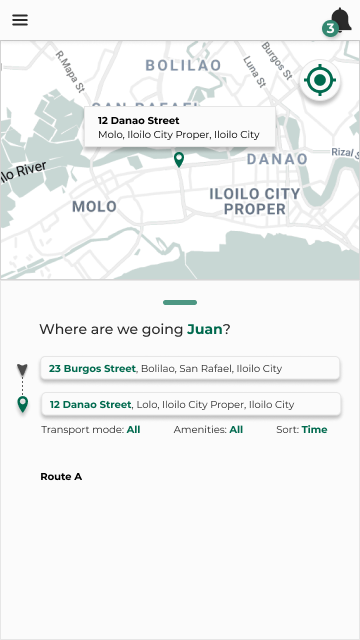 3
BOLILAO
R.Mapa St
Luna St
Burgos St
SAN RAFAEL
12 Danao Street
Molo, Iloilo City Proper, Iloilo City
DANAO
Rizal S
lo River
MOLO
ILOILO CITY
PROPER
Where are we going Juan?
23 Burgos Street, Bolilao, San Rafael, Iloilo City
12 Danao Street, Lolo, Iloilo City Proper, Iloilo City
Transport mode: All Amenities: All Sort: Time
Route A